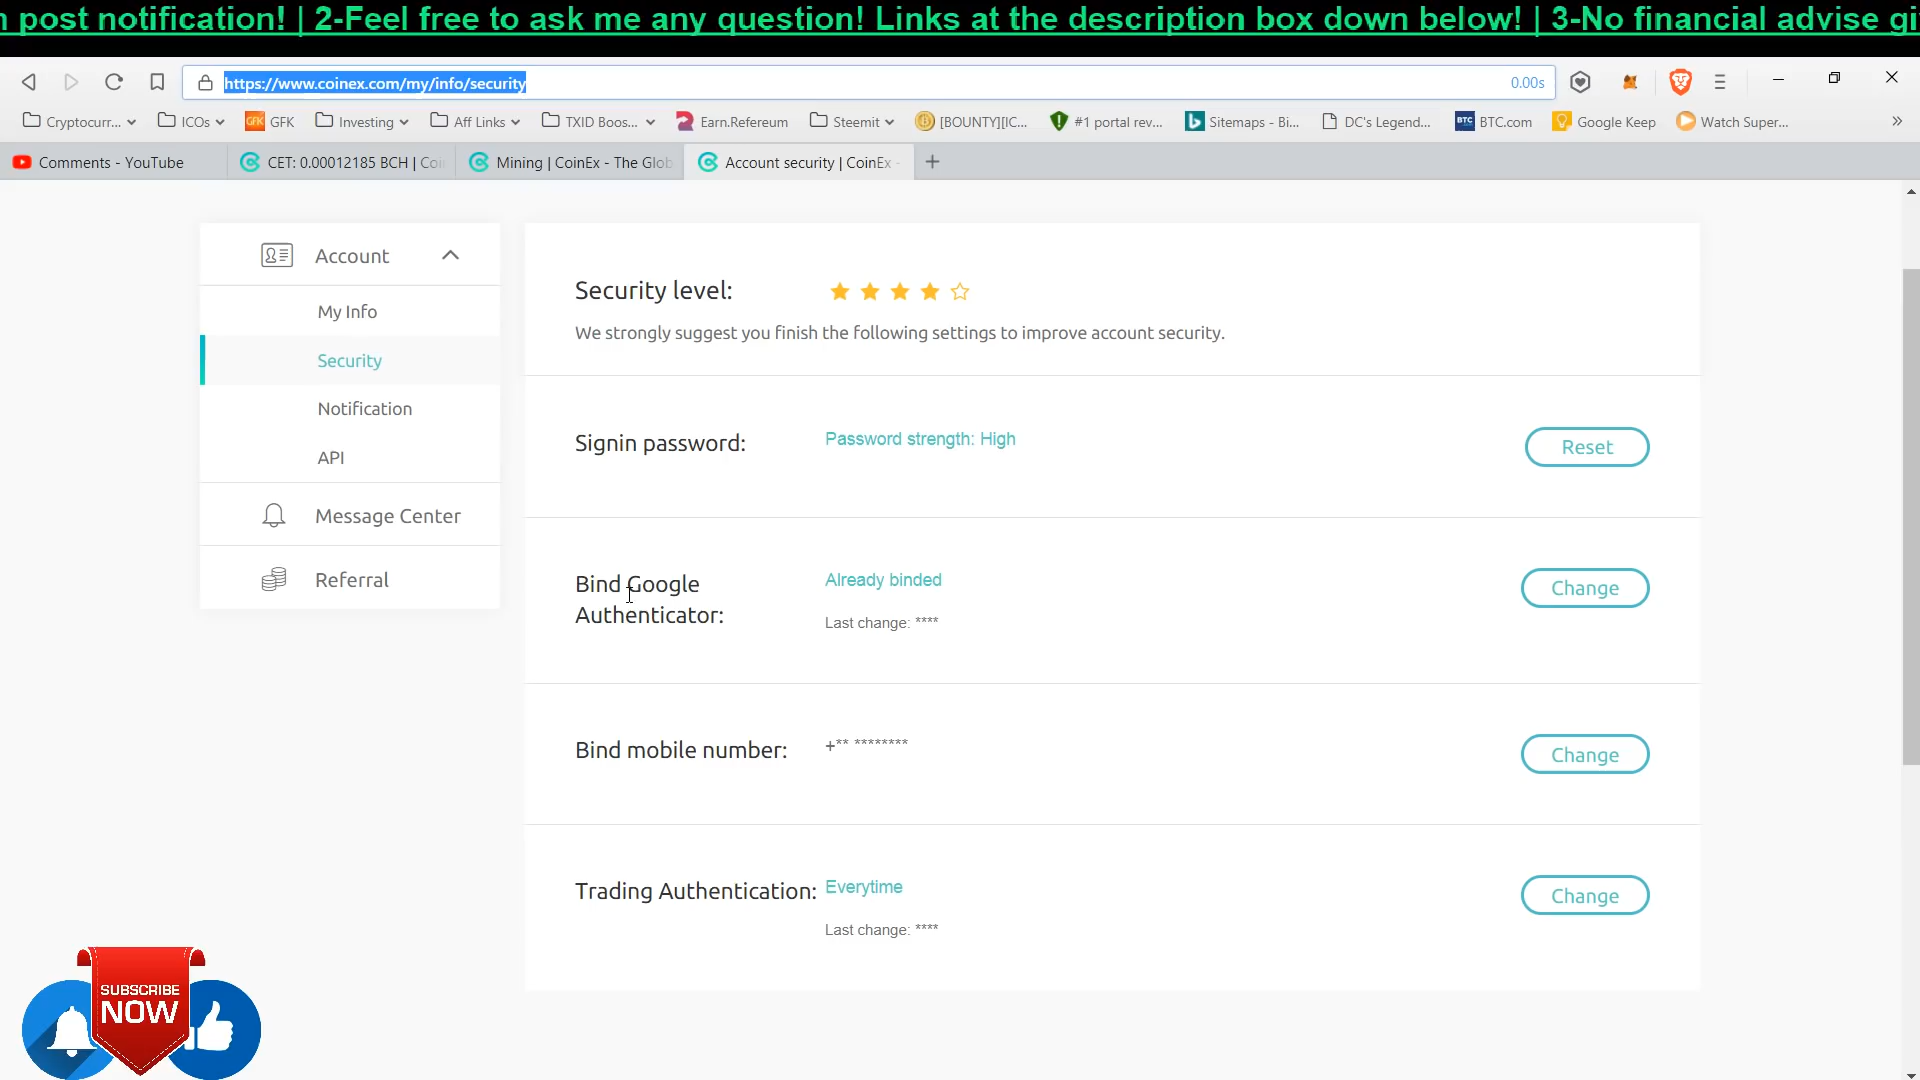 post notification! | 2-Feel free to ask me any question! Links at the description box down below! | 3-No financial advise gi
https://www.coinex.com/my/info/security
0.00s
Cryptocurr...
ICOs
GFK
GFK
Investing
Aff Links
TXID Boos...
Earn.Refereum
Steemit
[BOUNTY][IC...
#1 portal rev...
Sitemaps - Bi...
DC's Legend...
BTC
BTC.com
Google Keep
Watch Super...
Comments - YouTube
CET: 0.00012185 BCH | Coi
Mining | CoinEx - The Glob
Account security | CoinEx -
Account
My Info
Security
Notification
API
Message Center
Referral
Security level:
We strongly suggest you finish the following settings to improve account security.
Signin password:
Password strength: High
Reset
Bind Google
Authenticator:
Already binded
Last change: ****
Change
Bind mobile number:
+** ********
Change
Trading Authentication:
Everytime
Last change: ****
Change
SUBSCRIBE
NOW